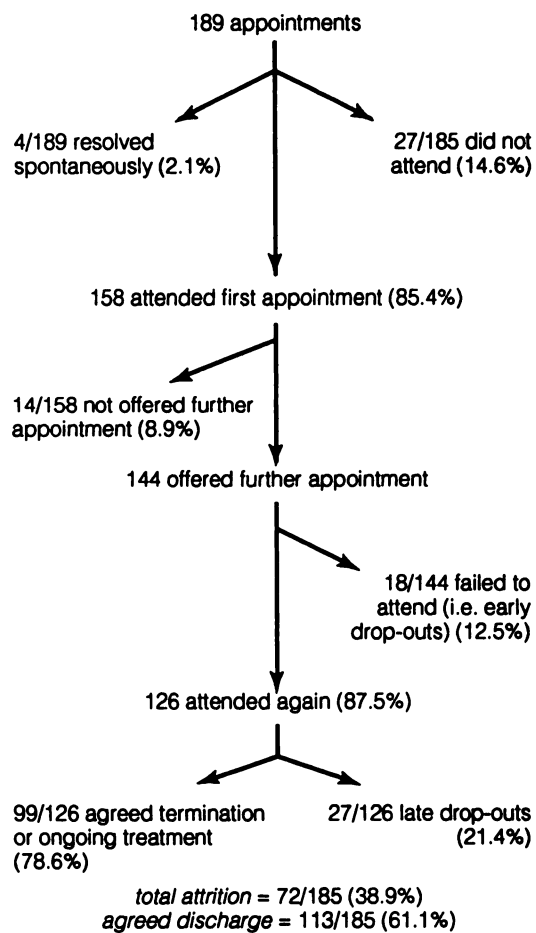 189 appointments
4/189 resolved
spontaneously (2.1%)
27/185 did not
attend (14.6%)
158 attended first appointment (85.4%)
14/158 not offered further
appointment (8.9%)
144 offered further appointment
18/144 failed to
attend (i.e. early
drop-outs) (12.5%)
126 attended again (87.5%)
99/126 agreed termination
or ongoing treatment
(78.6%)
27/126 late drop-outs
(21.4%)
total attrition = 72/185 (38.9%)
agreed discharge = 113/185 (61.1%)